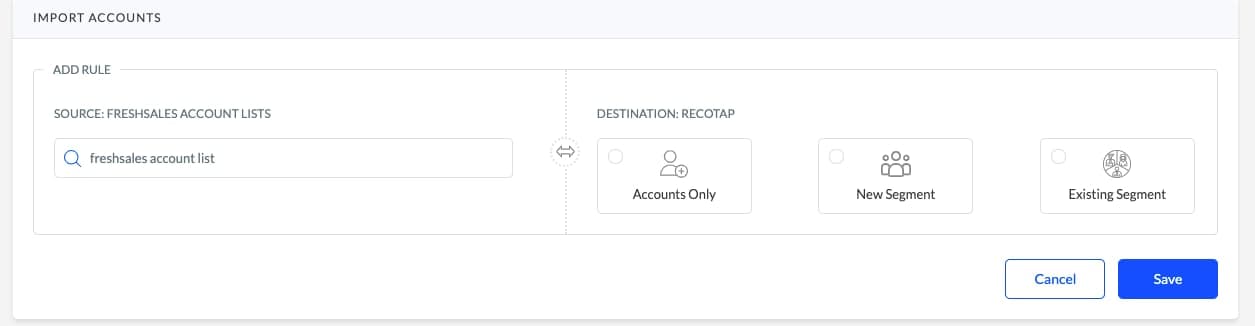 IMPORT ACCOUNTS
ADD RULE
SOURCE: FRESHSALES ACCOUNT LISTS
freshsales account list
DESTINATION: RECOTAP
Accounts Only
New Segment
Existing Segment
Cancel
Save